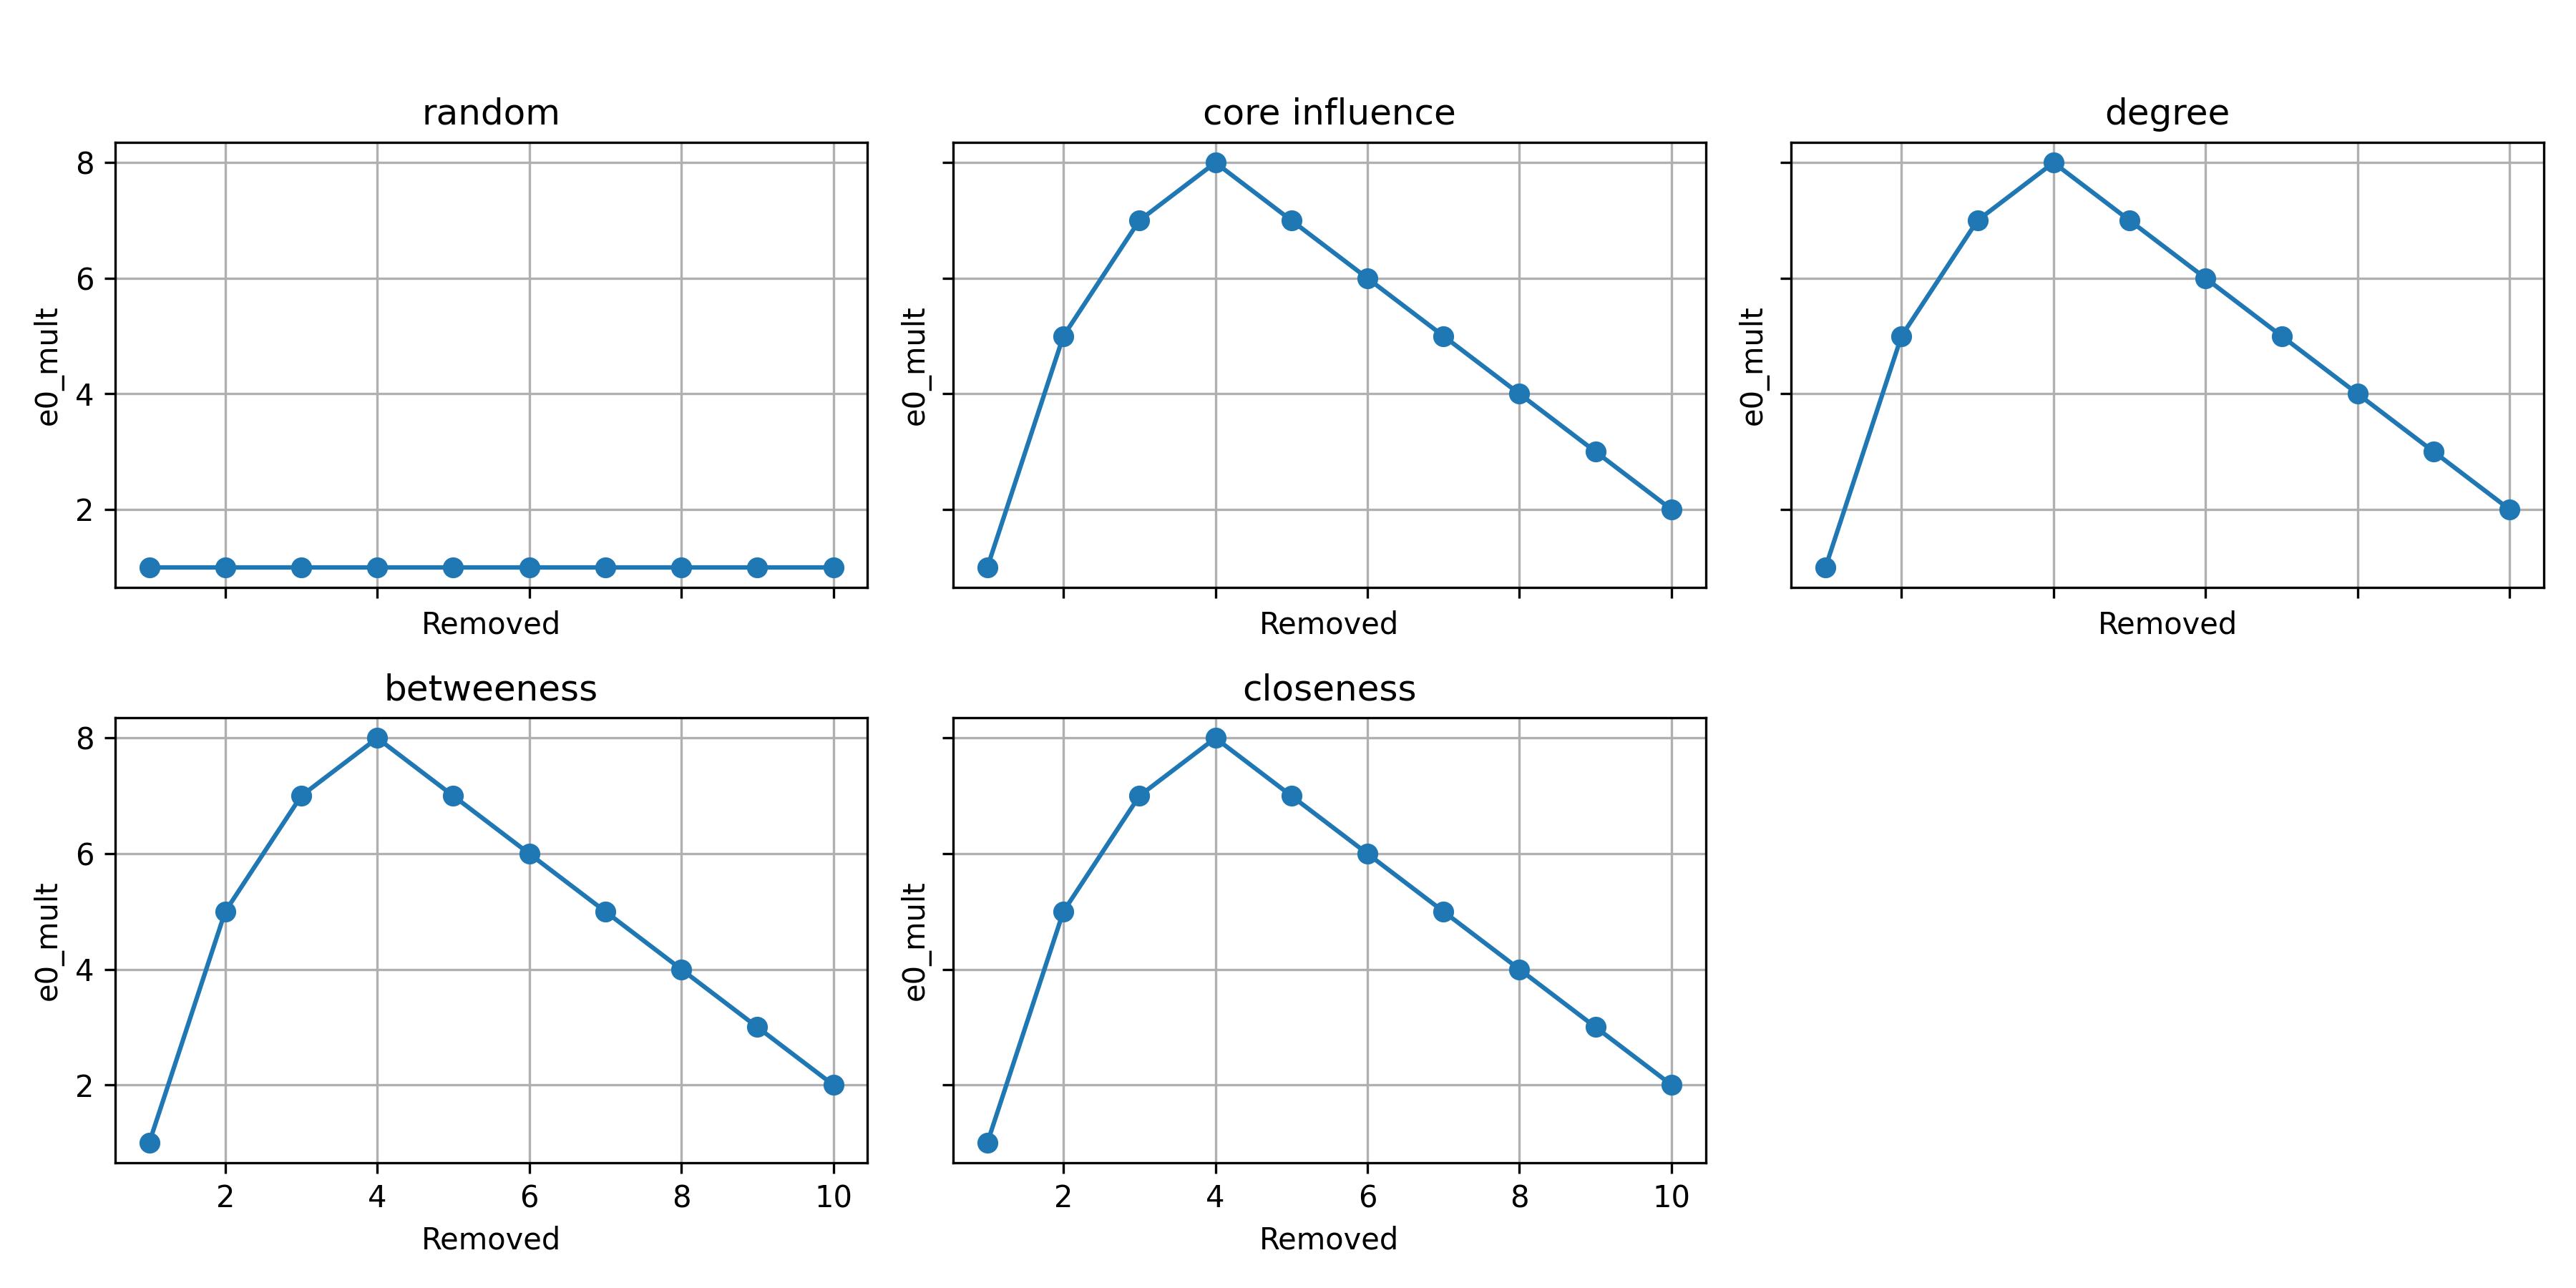 random
core influence
degree
8
6
4
2
e0_mult
e0_mult
e0_mult
Removed
Removed
Removed
betweeness
closeness
8
6
4
2
e0_mult
e0_mult
2 4 6 8 10
2 4 6 8 10
Removed
Removed